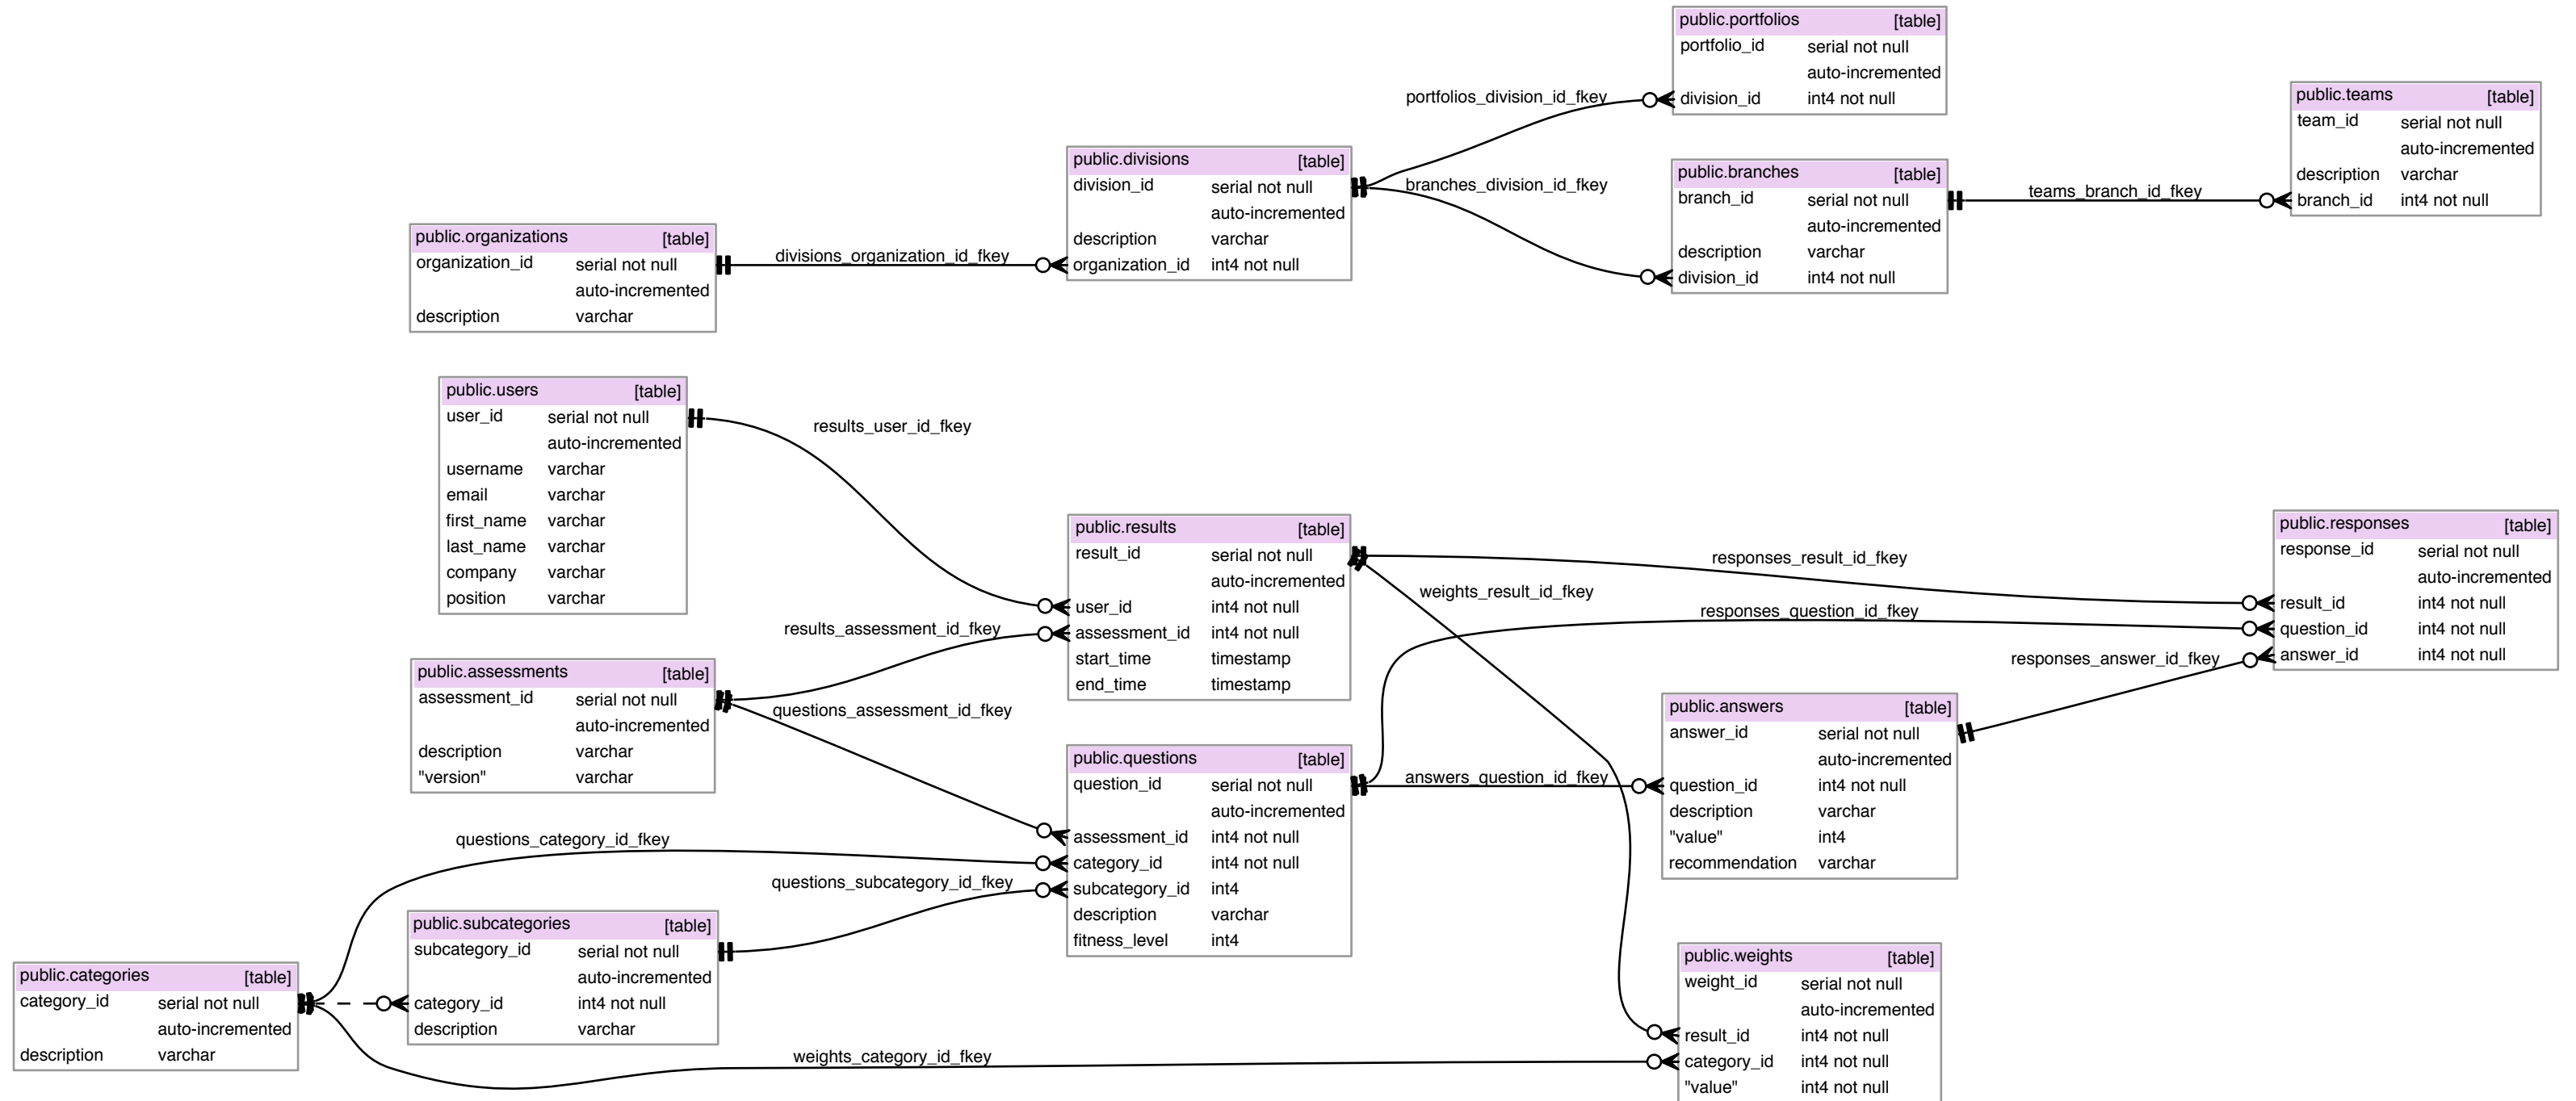 public.portfolios [table]
portfolio_id serial not null
auto-incremented
division_id int4 not null
portfolios_division_id_fkey
public.teams [table]
team_id serial not null
auto-incremented
description varchar
branch_id int4 not null
public.divisions [table]
division_id serial not null
auto-incremented
description varchar
organization_id int4 not null
branches_division_id_fkey
public.branches [table]
branch_id serial not null
auto-incremented
description varchar
division_id int4 not null
teams_branch_id_fkey
public.organizations [table]
organization_id serial not null
auto-incremented
description varchar
divisions_organization_id_fkey
public.users [table]
user_id serial not null
auto-incremented
username varchar
email varchar
first_name varchar
last_name varchar
company varchar
position varchar
results_user_id_fkey
public.results [table]
result_id serial not null
auto-incremented
user_id int4 not null
assessment_id int4 not null
start_time timestamp
end_time timestamp
results_assessment_id_fkey
responses_result_id_fkey
weights_result_id_fkey
responses_question_id_fkey
responses_answer_id_fkey
public.responses [table]
response_id serial not null
auto-incremented
result_id int4 not null
question_id int4 not null
answer_id int4 not null
public.assessments [table]
assessment_id serial not null
auto-incremented
description varchar
"version" varchar
questions_assessment_id_fkey
public.questions [table]
question_id serial not null
auto-incremented
assessment_id int4 not null
category_id int4 not null
subcategory_id int4
description varchar
fitness_level int4
answers_question_id_fkey
public.answers [table]
answer_id serial not null
auto-incremented
question_id int4 not null
description varchar
"value" int4
recommendation varchar
questions_category_id_fkey
questions_subcategory_id_fkey
public.subcategories [table]
subcategory_id serial not null
auto-incremented
category_id int4 not null
description varchar
public.categories [table]
category_id serial not null
auto-incremented
description varchar
weights_category_id_fkey
public.weights [table]
weight_id serial not null
auto-incremented
result_id int4 not null
category_id int4 not null
"value" int4 not null